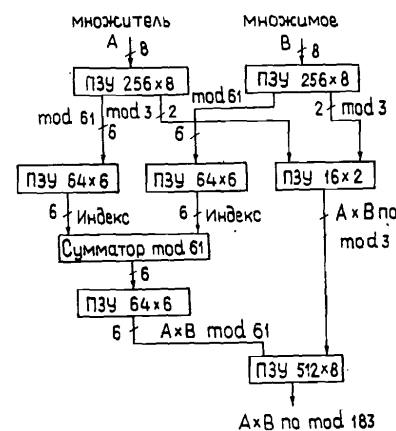 множитель множимое
A B
8 8
ПЗУ 256×8 ПЗУ 256×8
mod 61 mod 3 2 mod 61 2 mod 3
6 6
ПЗУ 64×6 ПЗУ 64×6 ПЗУ 16×2
6 Индекс 6 Индекс A×B по
mod 3
Сумматор mod 61
6
ПЗУ 64×6
6 A×B mod 61
ПЗУ 512×8
A×B по mod 183